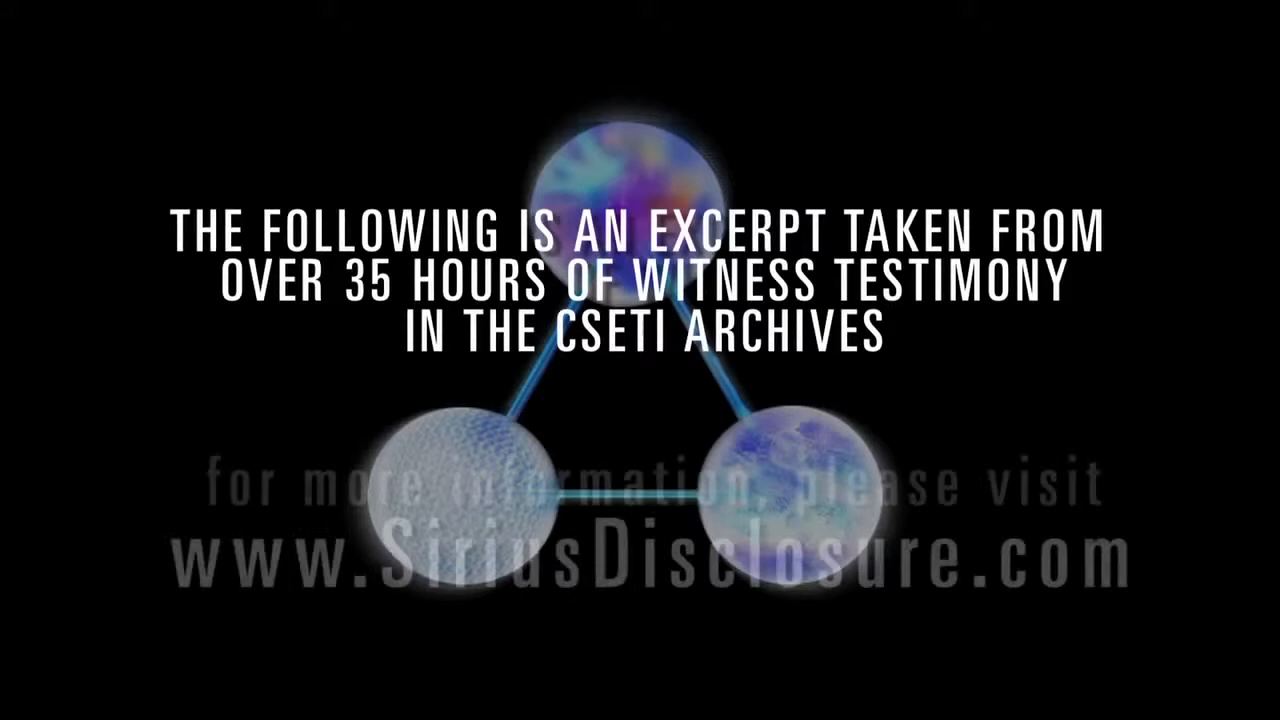 THE FOLLOWING IS AN EXCERPT TAKEN FROM
OVER 35 HOURS OF WITNESS TESTIMONY
IN THE CSETI ARCHIVES
for more information, please visit
www.SiriusDisclosure.com